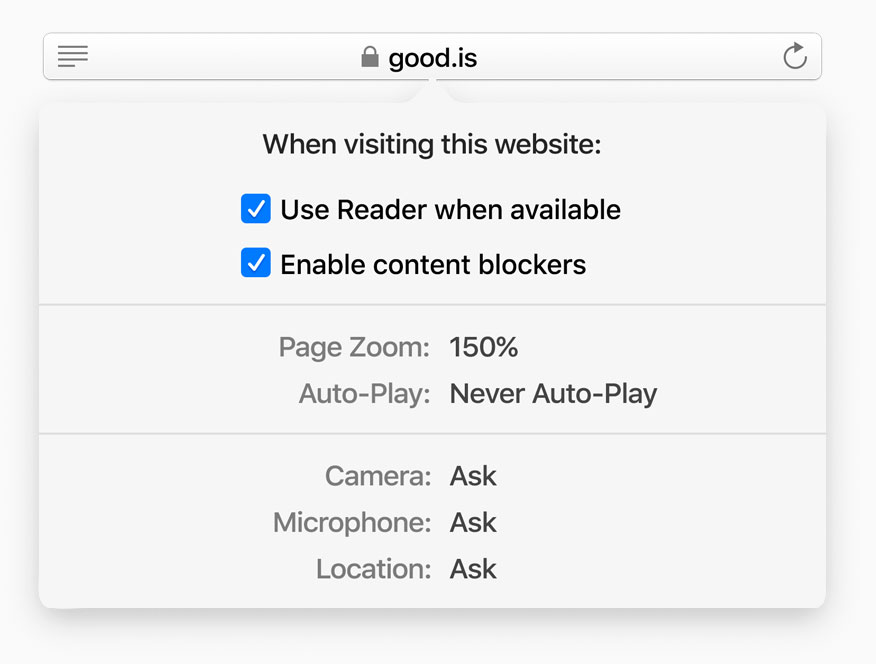 good.is
When visiting this website:
Use Reader when available
Enable content blockers
Page Zoom: 150%
Auto-Play: Never Auto-Play
Camera: Ask
Microphone: Ask
Location: Ask